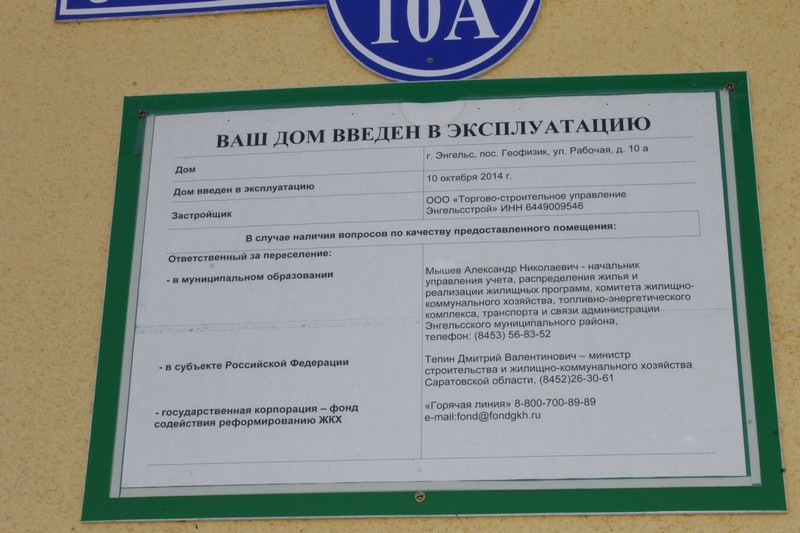 10А
ВАШ ДОМ ВВЕДЕН В ЭКСПЛУАТАЦИЮ
Дом
г. Энгельс, пос. Геофизик, ул. Рабочая, д. 10 а
Дом введен в эксплуатацию
10 октября 2014 г.
Застройщик
ООО «Торгово-строительное управление
Энгельсстрой» ИНН 6449009546
В случае наличия вопросов по качеству предоставленного помещения:
Ответственный за переселение:
- в муниципальном образовании
Мышев Александр Николаевич - начальник
управления учета, распределения жилья и
реализации жилищных программ, комитета жилищно-
коммунального хозяйства, топливно-энергетического
комплекса, транспорта и связи администрации
Энгельсского муниципального района,
телефон: (8453) 56-83-52
- в субъекте Российской Федерации
Тепин Дмитрий Валентинович – министр
строительства и жилищно-коммунального хозяйства
Саратовской области, (8452)26-30-61
- государственная корпорация – фонд
содействия реформированию ЖКХ
«Горячая линия» 8-800-700-89-89
e-mail:fond@fondgkh.ru